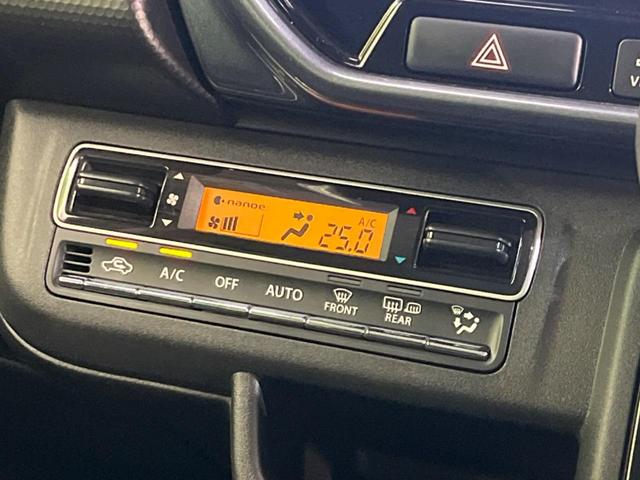 nanoe
A/C
25.0
A/C
OFF
AUTO
FRONT
REAR